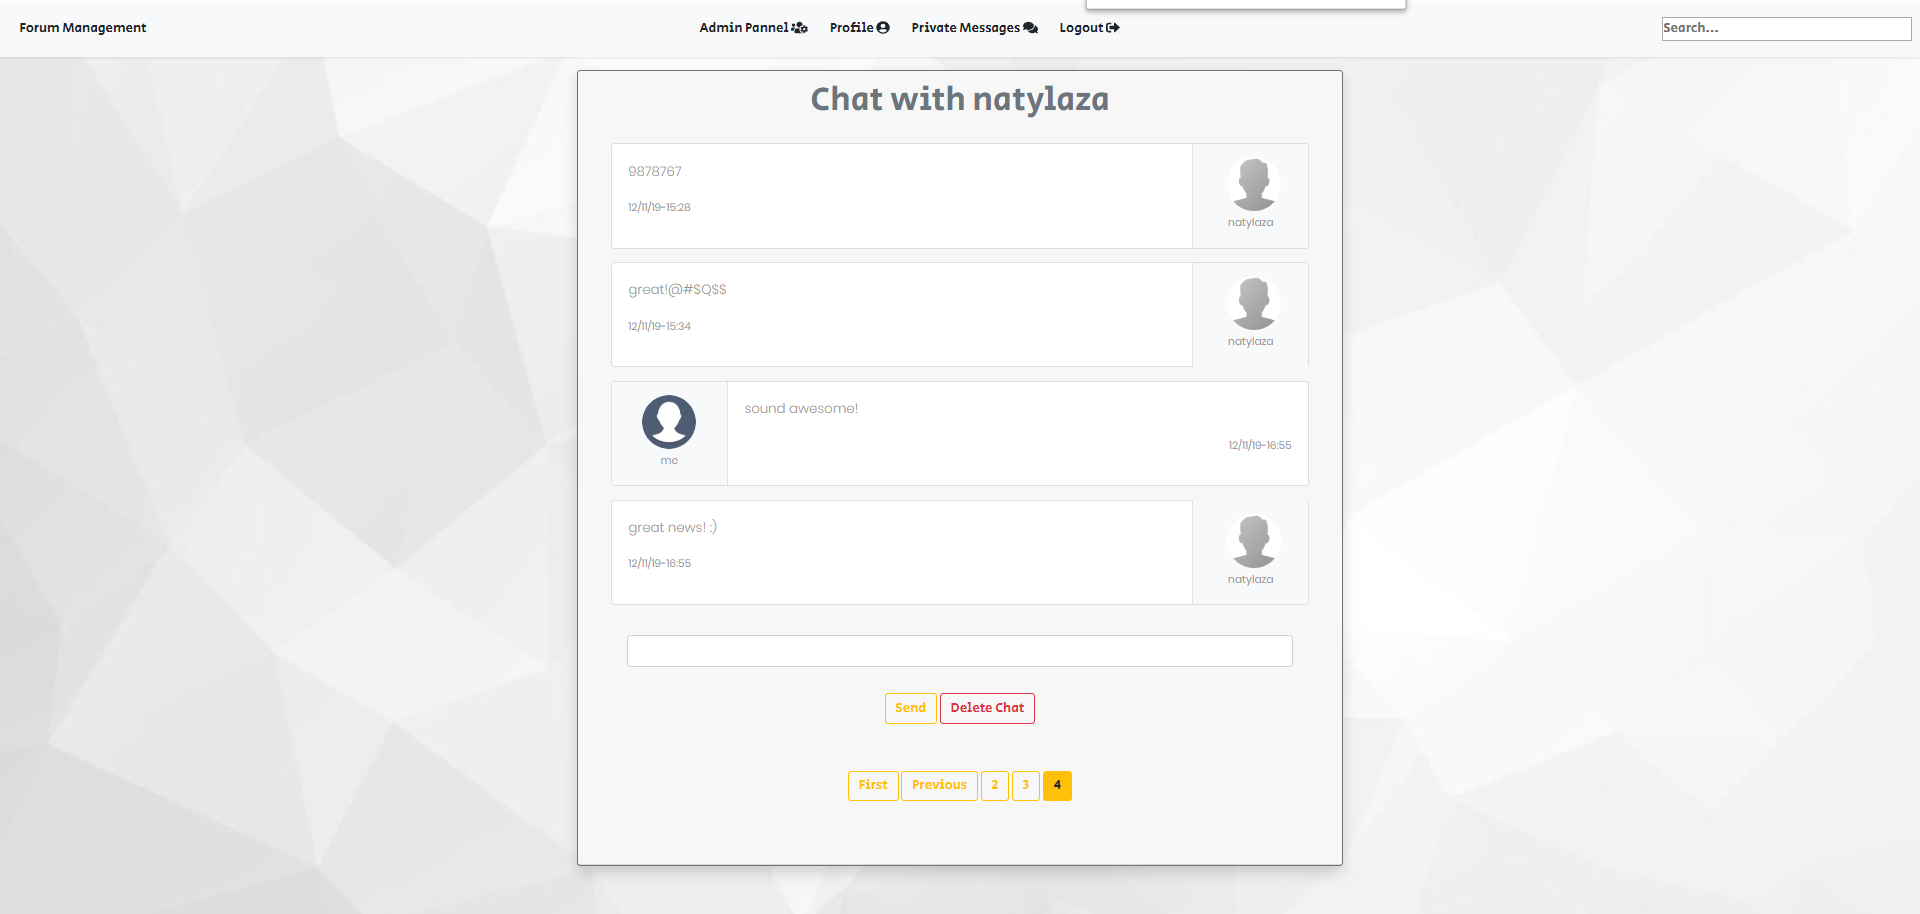 Forum Management
Admin Pannel
Profile
Private Messages
Logout
Search...
Chat with natylaza
9878767
12/11/19-15:28
natylaza
great!@#$Q$$
12/11/19-15:34
natylaza
me
sound awesome!
12/11/19-16:55
great news! :)
12/11/19-16:55
natylaza
Send
Delete Chat
First
Previous
2
3
4